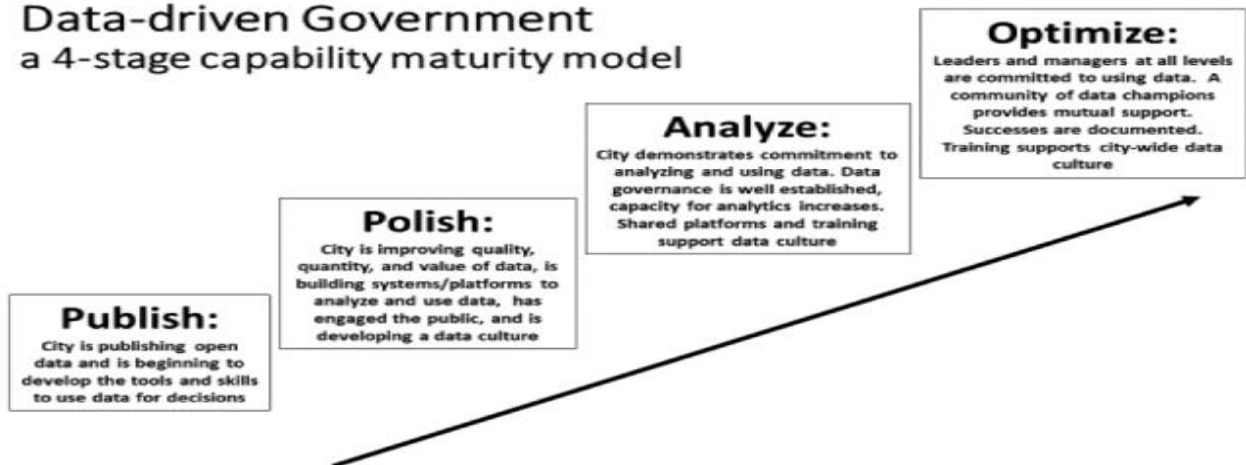 Data-driven Government
a 4-stage capability maturity model
Publish:
City is publishing open
data and is beginning to
develop the tools and skills
to use data for decisions
Polish:
City is improving quality,
quantity, and value of data, is
building systems/platforms to
analyze and use data, has
engaged the public, and is
developing a data culture
Analyze:
City demonstrates commitment to
analyzing and using data. Data
governance is well established,
capacity for analytics increases.
Shared platforms and training
support data culture
Optimize:
Leaders and managers at all levels
are committed to using data. A
community of data champions
provides mutual support.
Successes are documented.
Training supports city-wide data
culture